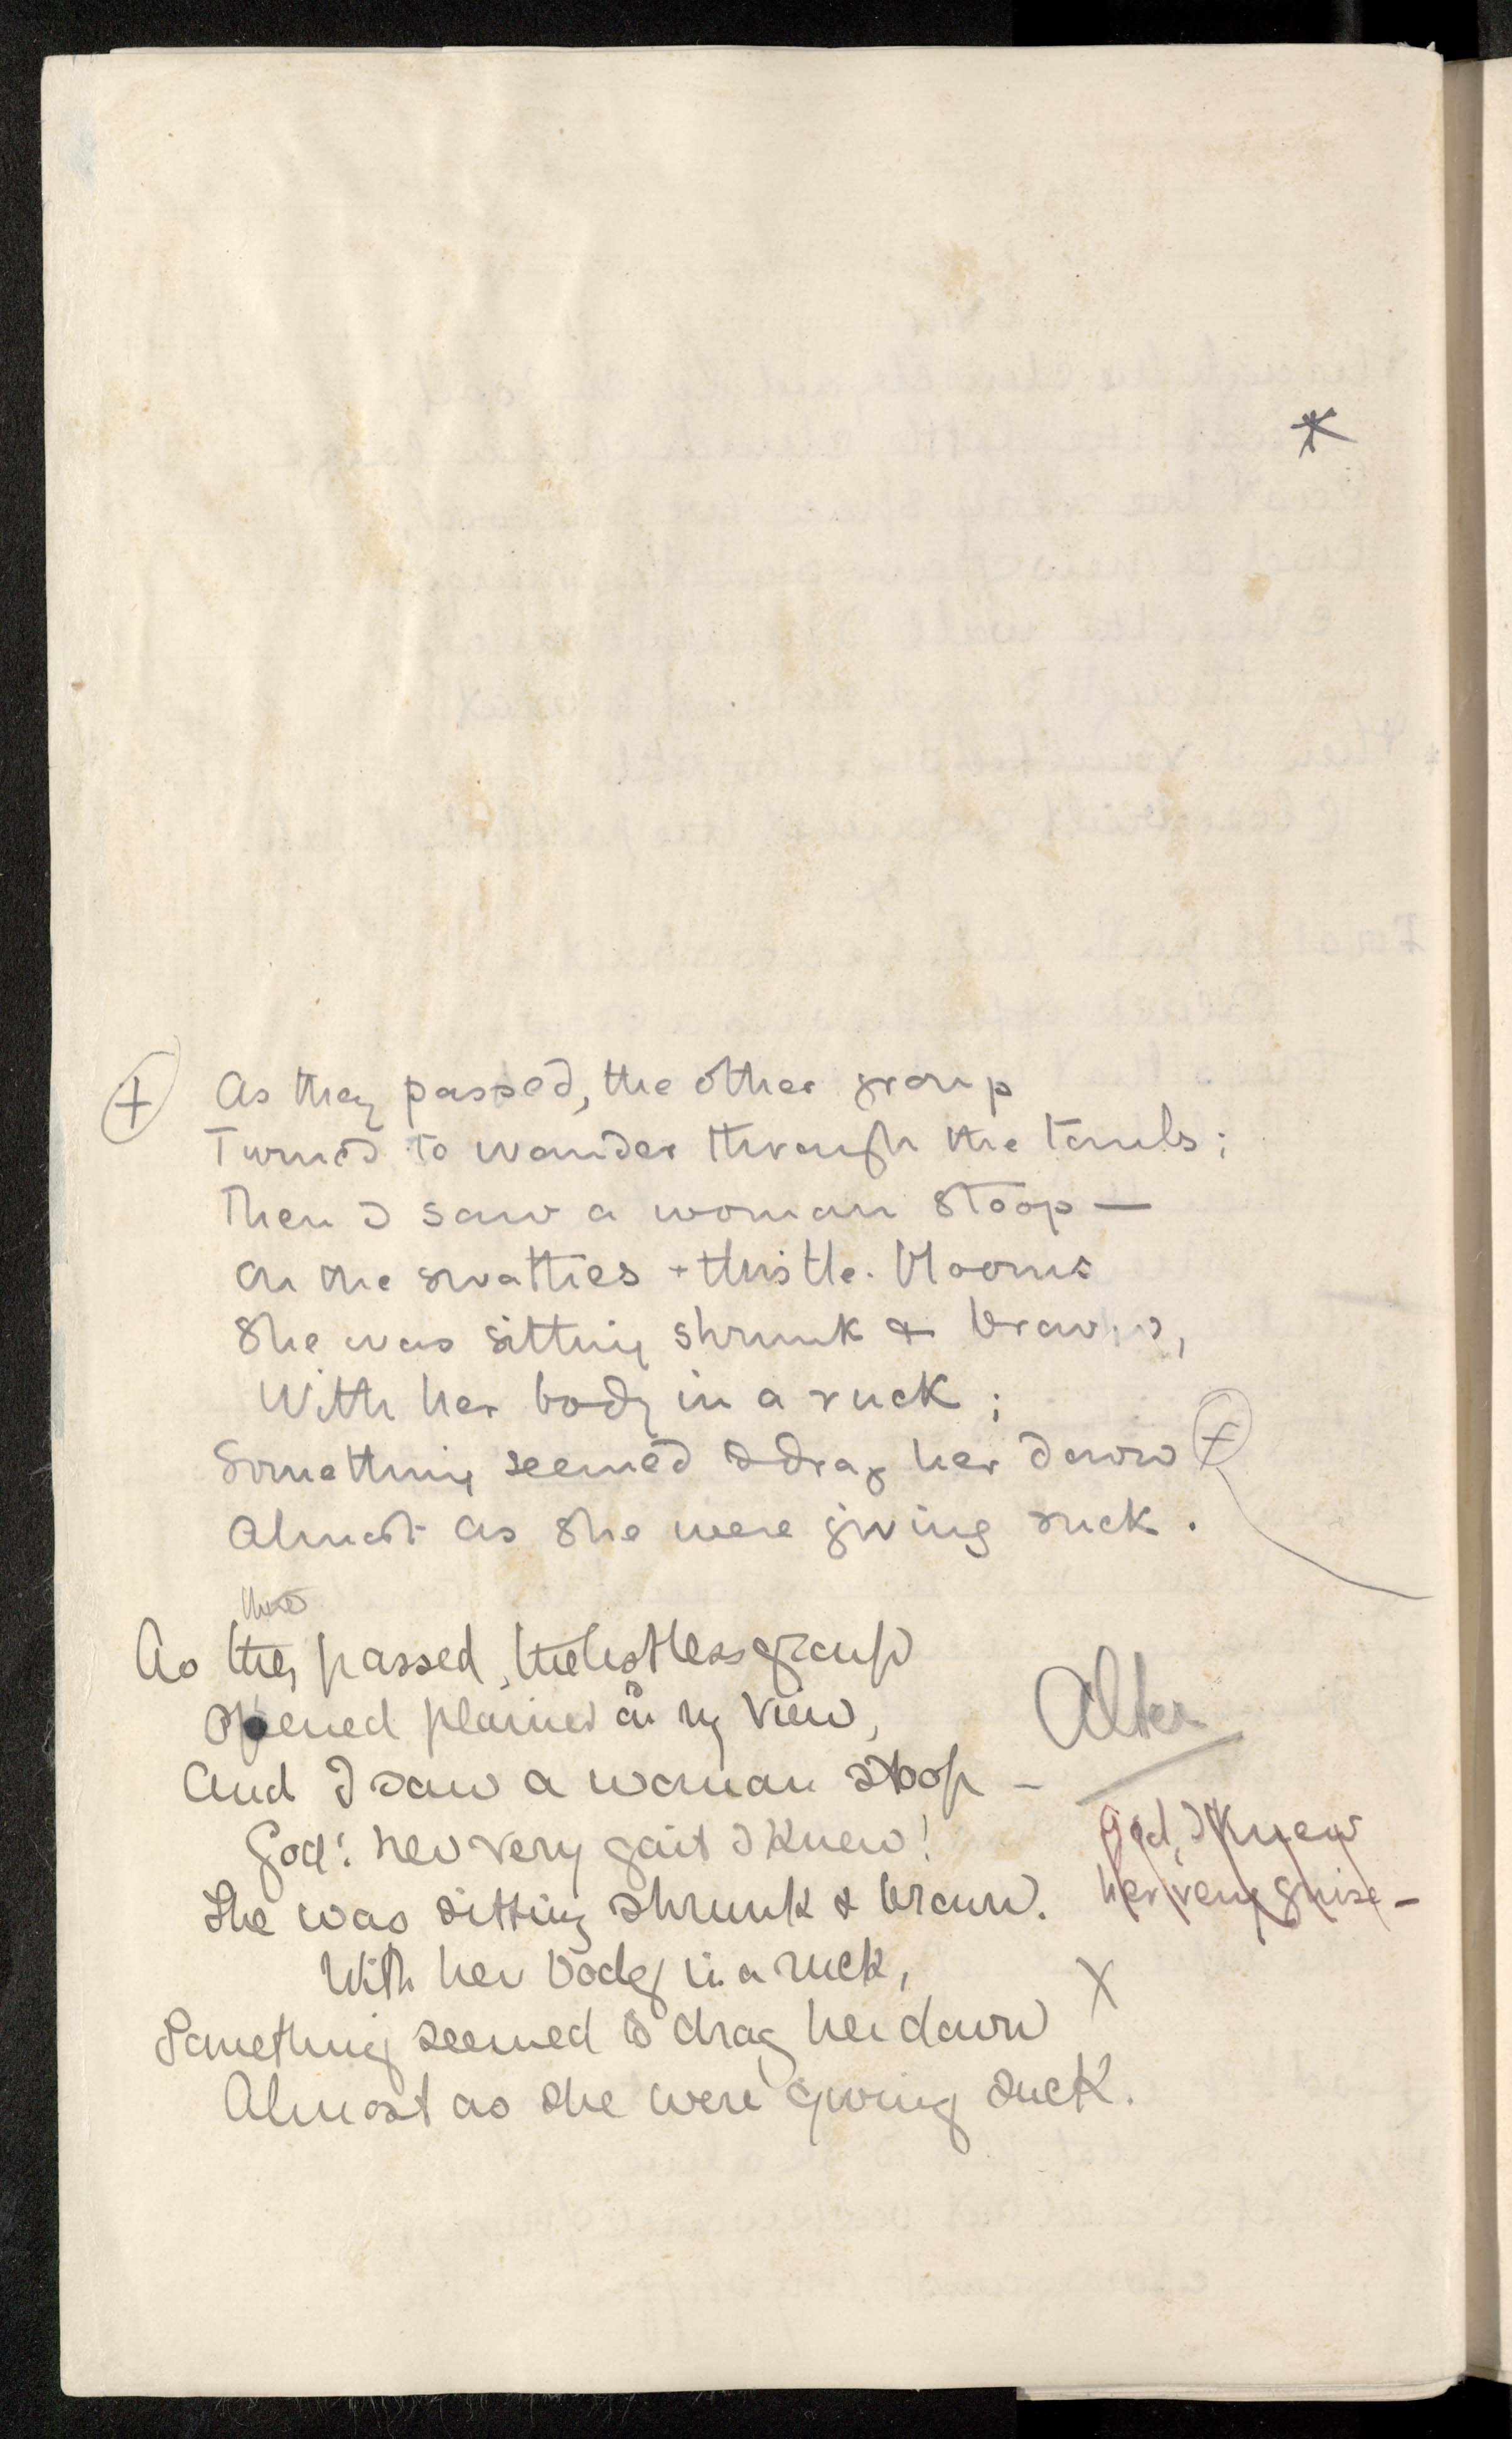 *
+ As they passed, the other group
Turned to wander through the tombs;
Then I saw a woman stoop —
On the swathes + thistle-blooms
She was sitting shrunk & brown,
With her body in a ruck;
Something seemed to drag her down +
Almost as she were giving suck.
As they passed, the listless group
Opened plainer on my view,
Alter
And I saw a woman stoop —
God! her very gait I knew!
God, I knew
her very guise —
She was sitting shrunk & brown.
With her body in a ruck,
X
Something seemed to drag her down
Almost as she were giving suck.